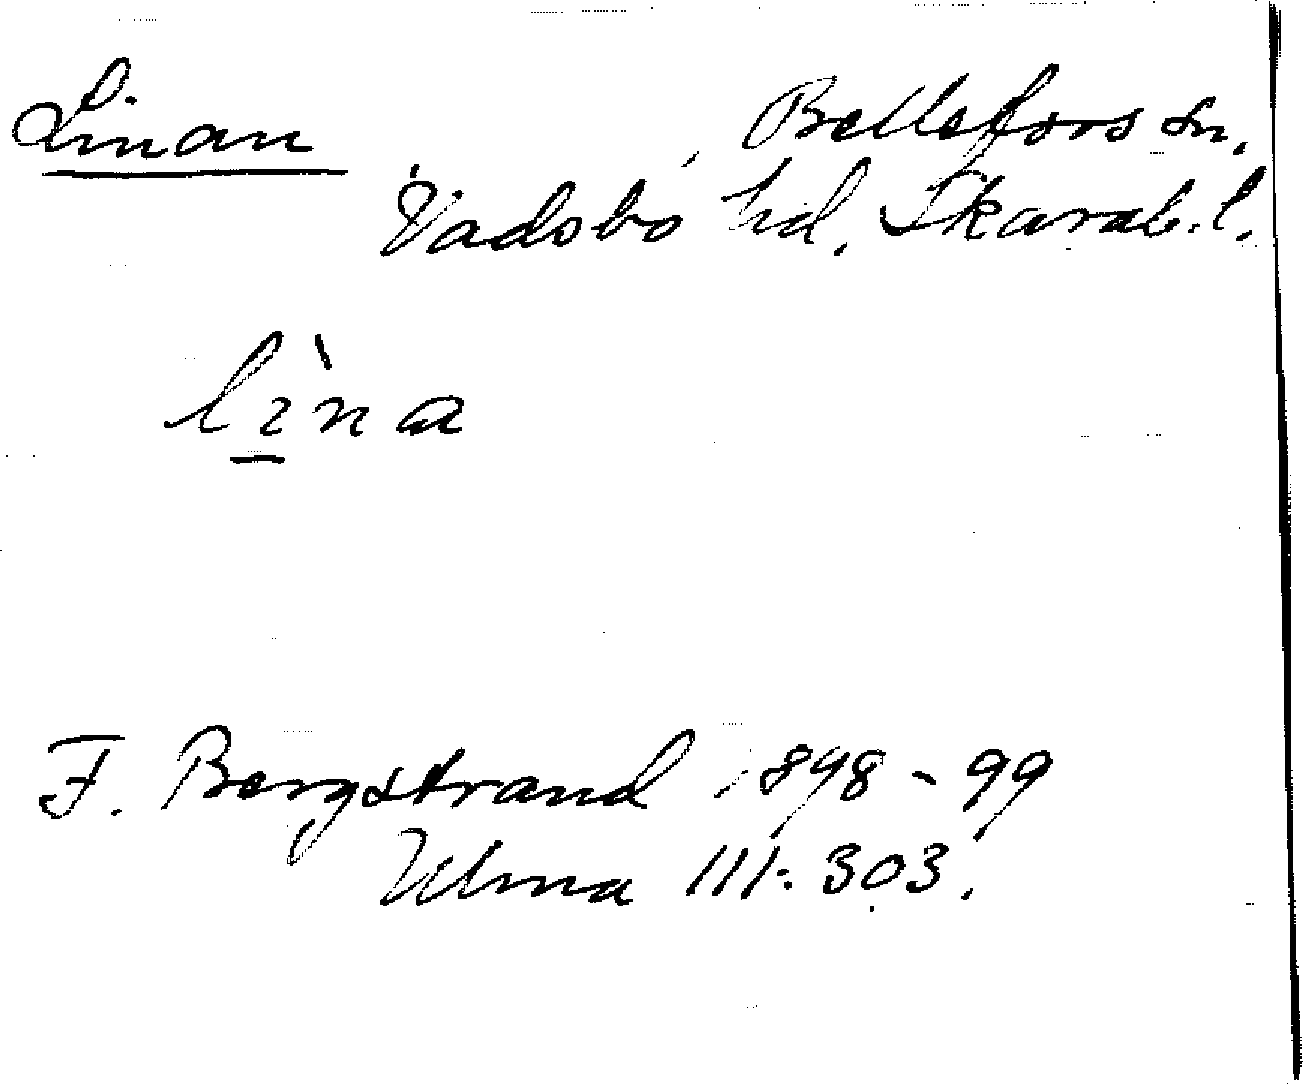 Linan Bellefors sn.
Vadsbo hd. Skarab. l.
lìna
F. Bergstrand 1898-99
Ulma 111:303.